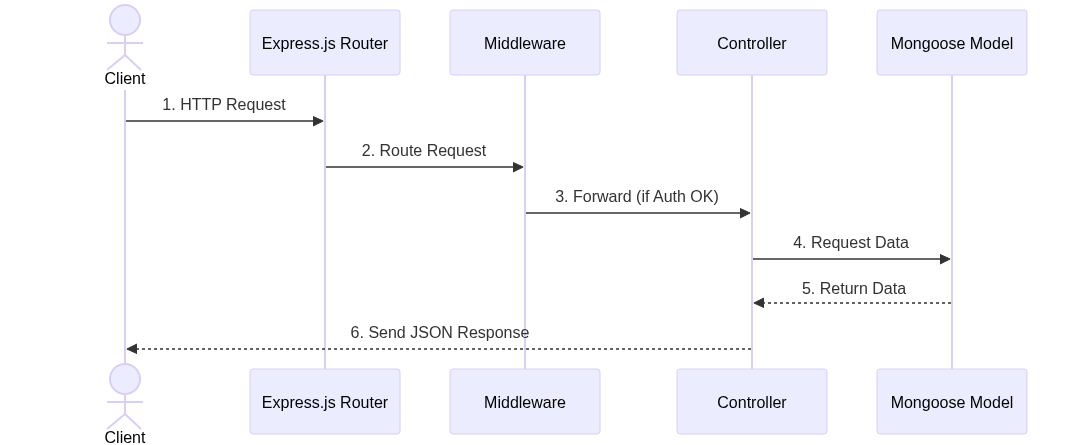 Client
Express.js Router
Middleware
Controller
Mongoose Model
1. HTTP Request
2. Route Request
3. Forward (if Auth OK)
4. Request Data
5. Return Data
6. Send JSON Response
Client
Express.js Router
Middleware
Controller
Mongoose Model